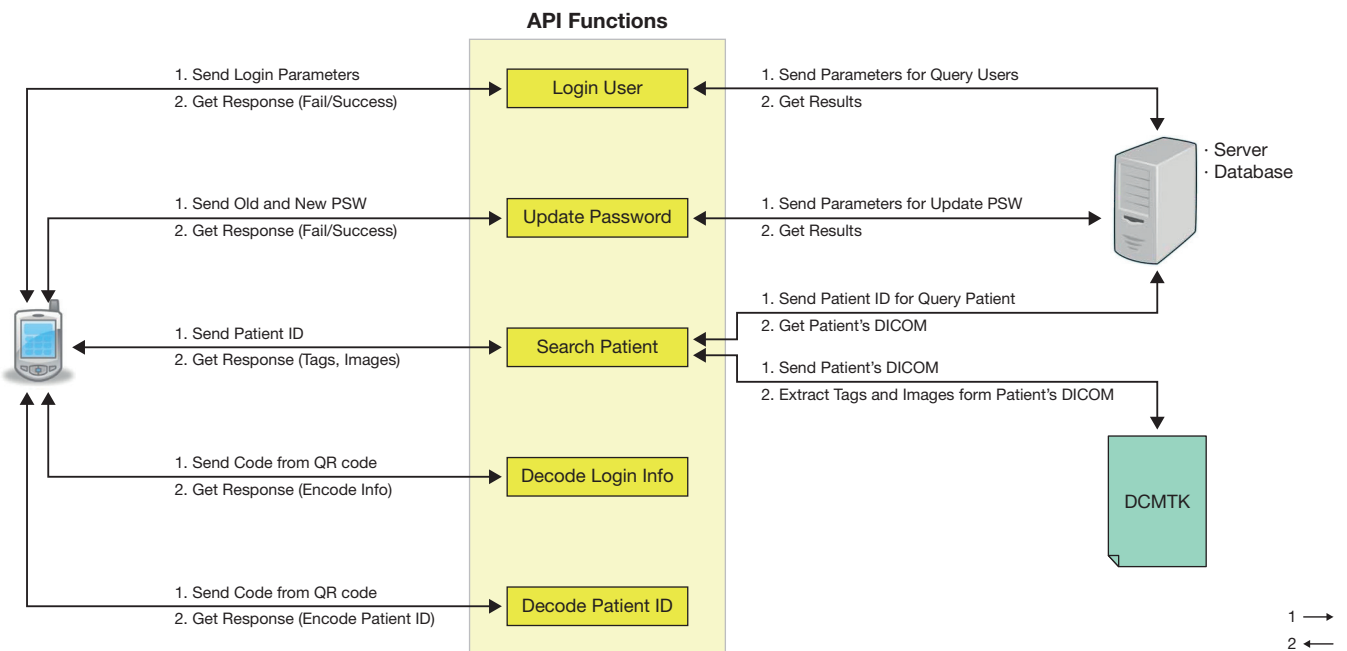 API Functions
1. Send Login Parameters
2. Get Response (Fail/Success)
Login User
1. Send Parameters for Query Users
2. Get Results
· Server
· Database
1. Send Old and New PSW
2. Get Response (Fail/Success)
Update Password
1. Send Parameters for Update PSW
2. Get Results
1. Send Patient ID
2. Get Response (Tags, Images)
Search Patient
1. Send Patient ID for Query Patient
2. Get Patient's DICOM
1. Send Patient's DICOM
2. Extract Tags and Images form Patient's DICOM
1. Send Code from QR code
2. Get Response (Encode Info)
Decode Login Info
DCMTK
1. Send Code from QR code
2. Get Response (Encode Patient ID)
Decode Patient ID
1
2